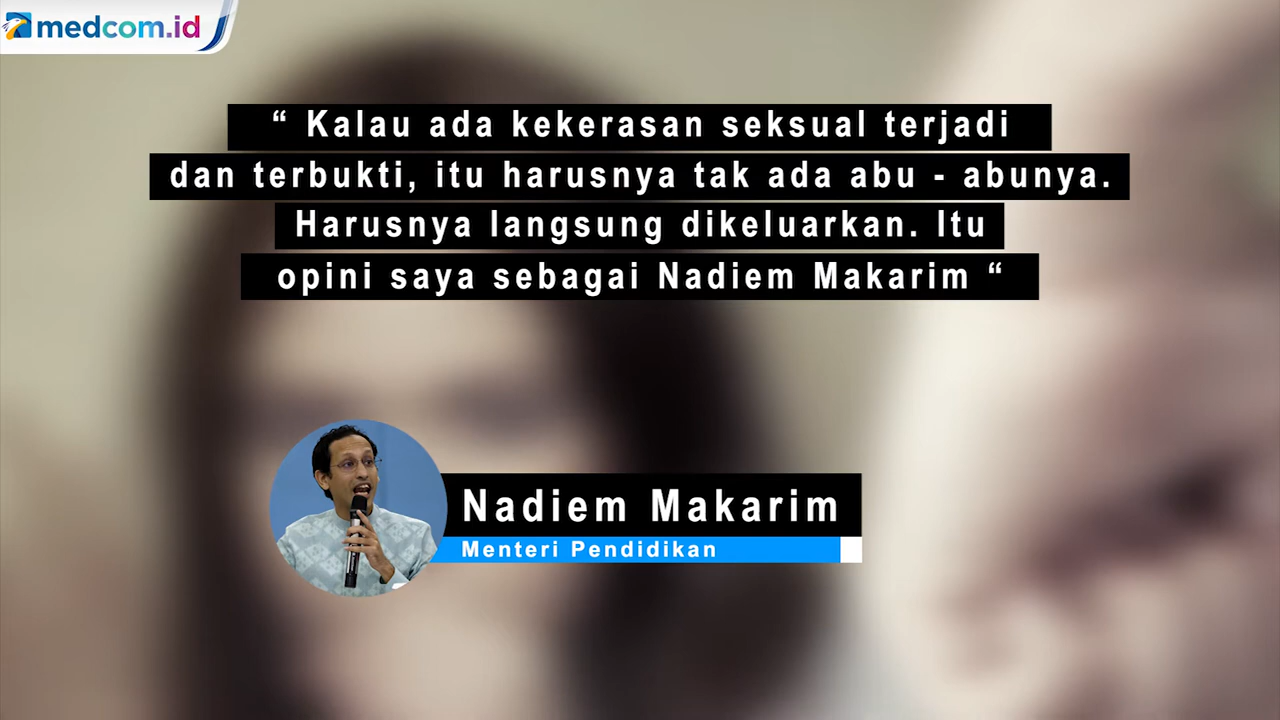 medcom.id
“ Kalau ada kekerasan seksual terjadi
dan terbukti, itu harusnya tak ada abu - abunya.
Harusnya langsung dikeluarkan. Itu
opini saya sebagai Nadiem Makarim “
Nadiem Makarim
Menteri Pendidikan